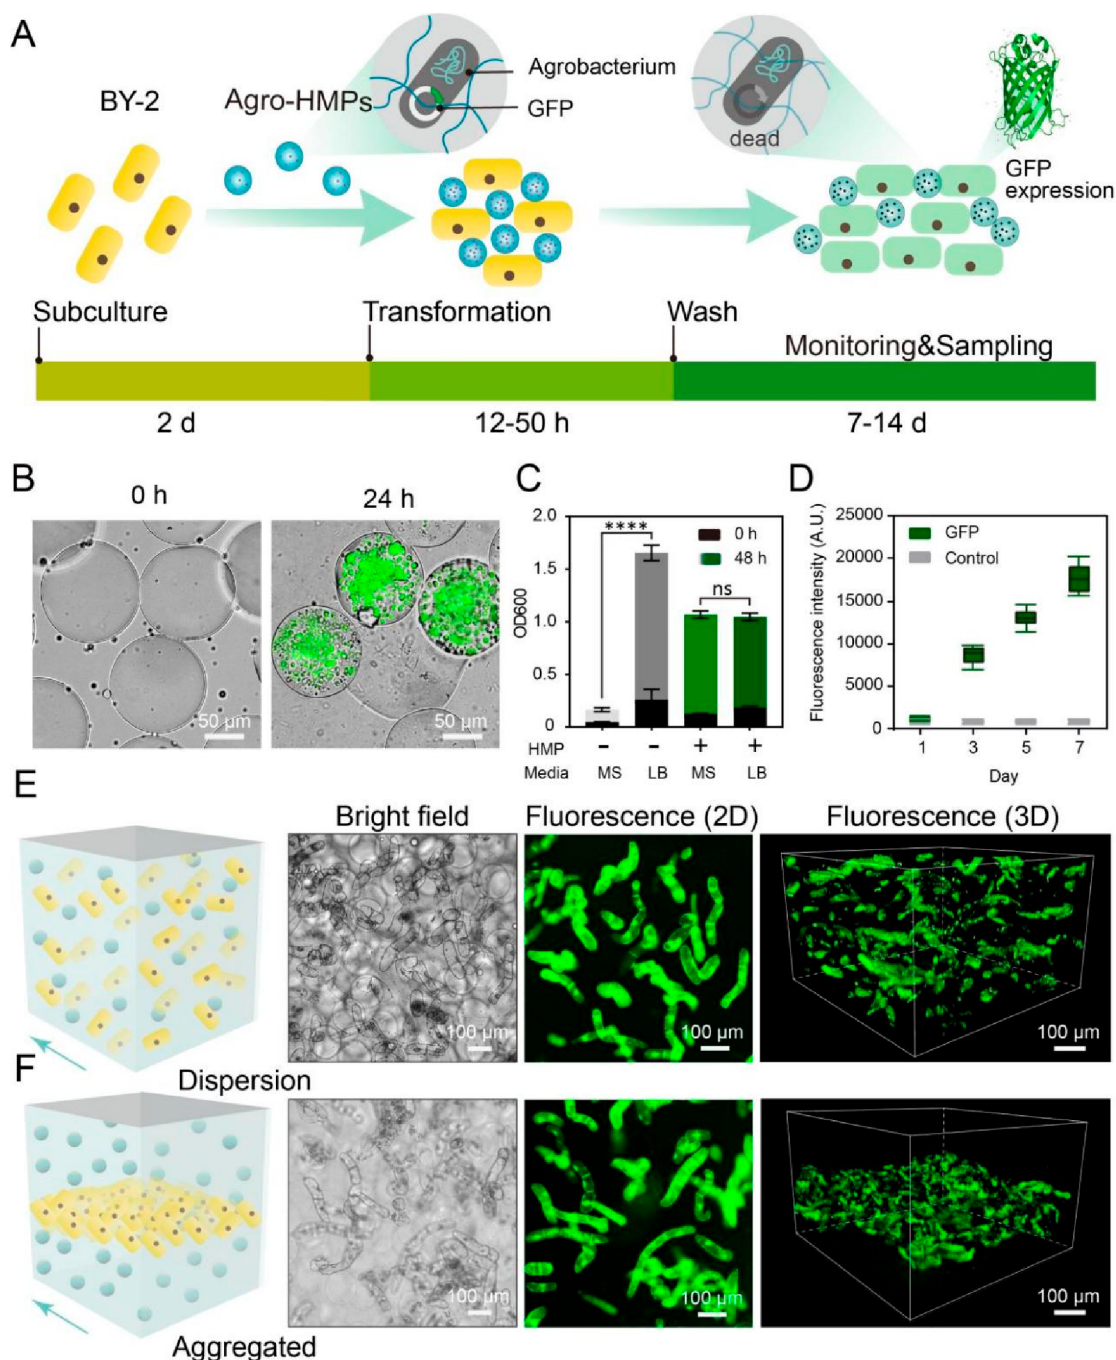 A
BY-2
Agro-HMPs
Agrobacterium
GFP
dead
GFP
expression
Subculture
Transformation
Wash
Monitoring&Sampling
2 d
12-50 h
7-14 d
B
0 h
24 h
50 µm
50 µm
C
2.0
1.5
1.0
0.5
0
OD600
****
0 h
48 h
ns
HMP - - + +
Media MS LB MS LB
D
Fluorescence intensity (A.U.)
25000
20000
15000
10000
5000
0
GFP
Control
1 3 5 7
Day
E
Bright field
Fluorescence (2D)
Fluorescence (3D)
100 µm
100 µm
100 µm
Dispersion
F
100 µm
100 µm
100 µm
Aggregated